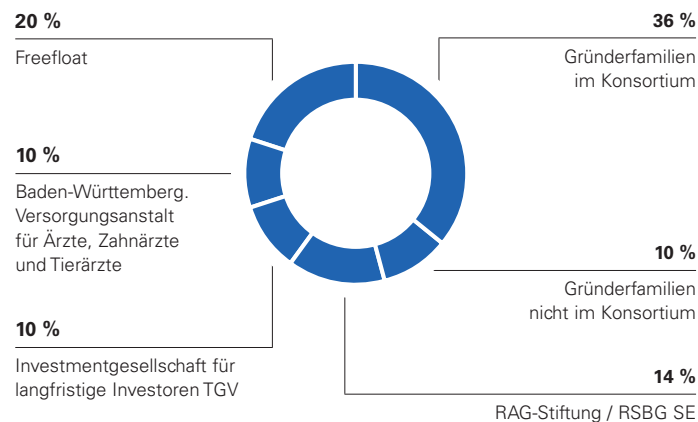 20 %
Freefloat
10 %
Baden-Württemberg.
Versorgungsanstalt
für Ärzte, Zahnärzte
und Tierärzte
10 %
Investmentgesellschaft für
langfristige Investoren TGV
36 %
Gründerfamilien
im Konsortium
10 %
Gründerfamilien
nicht im Konsortium
14 %
RAG-Stiftung / RSBG SE